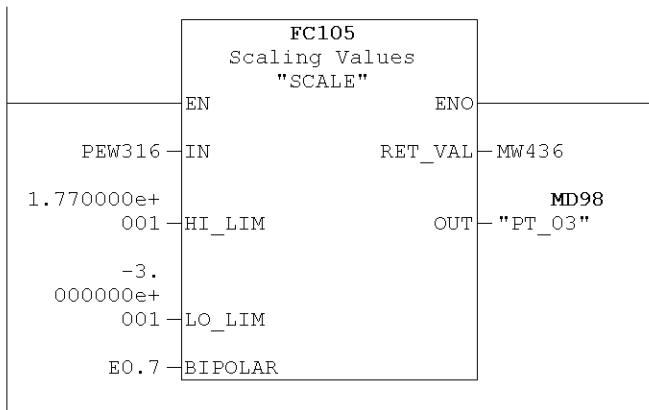 FC105
Scaling Values
"SCALE"
EN ENO
PEW316 IN RET_VAL MW436
1.770000e+ MD98
001 HI_LIM OUT "PT_03"
-3.
000000e+
001 LO_LIM
E0.7 BIPOLAR